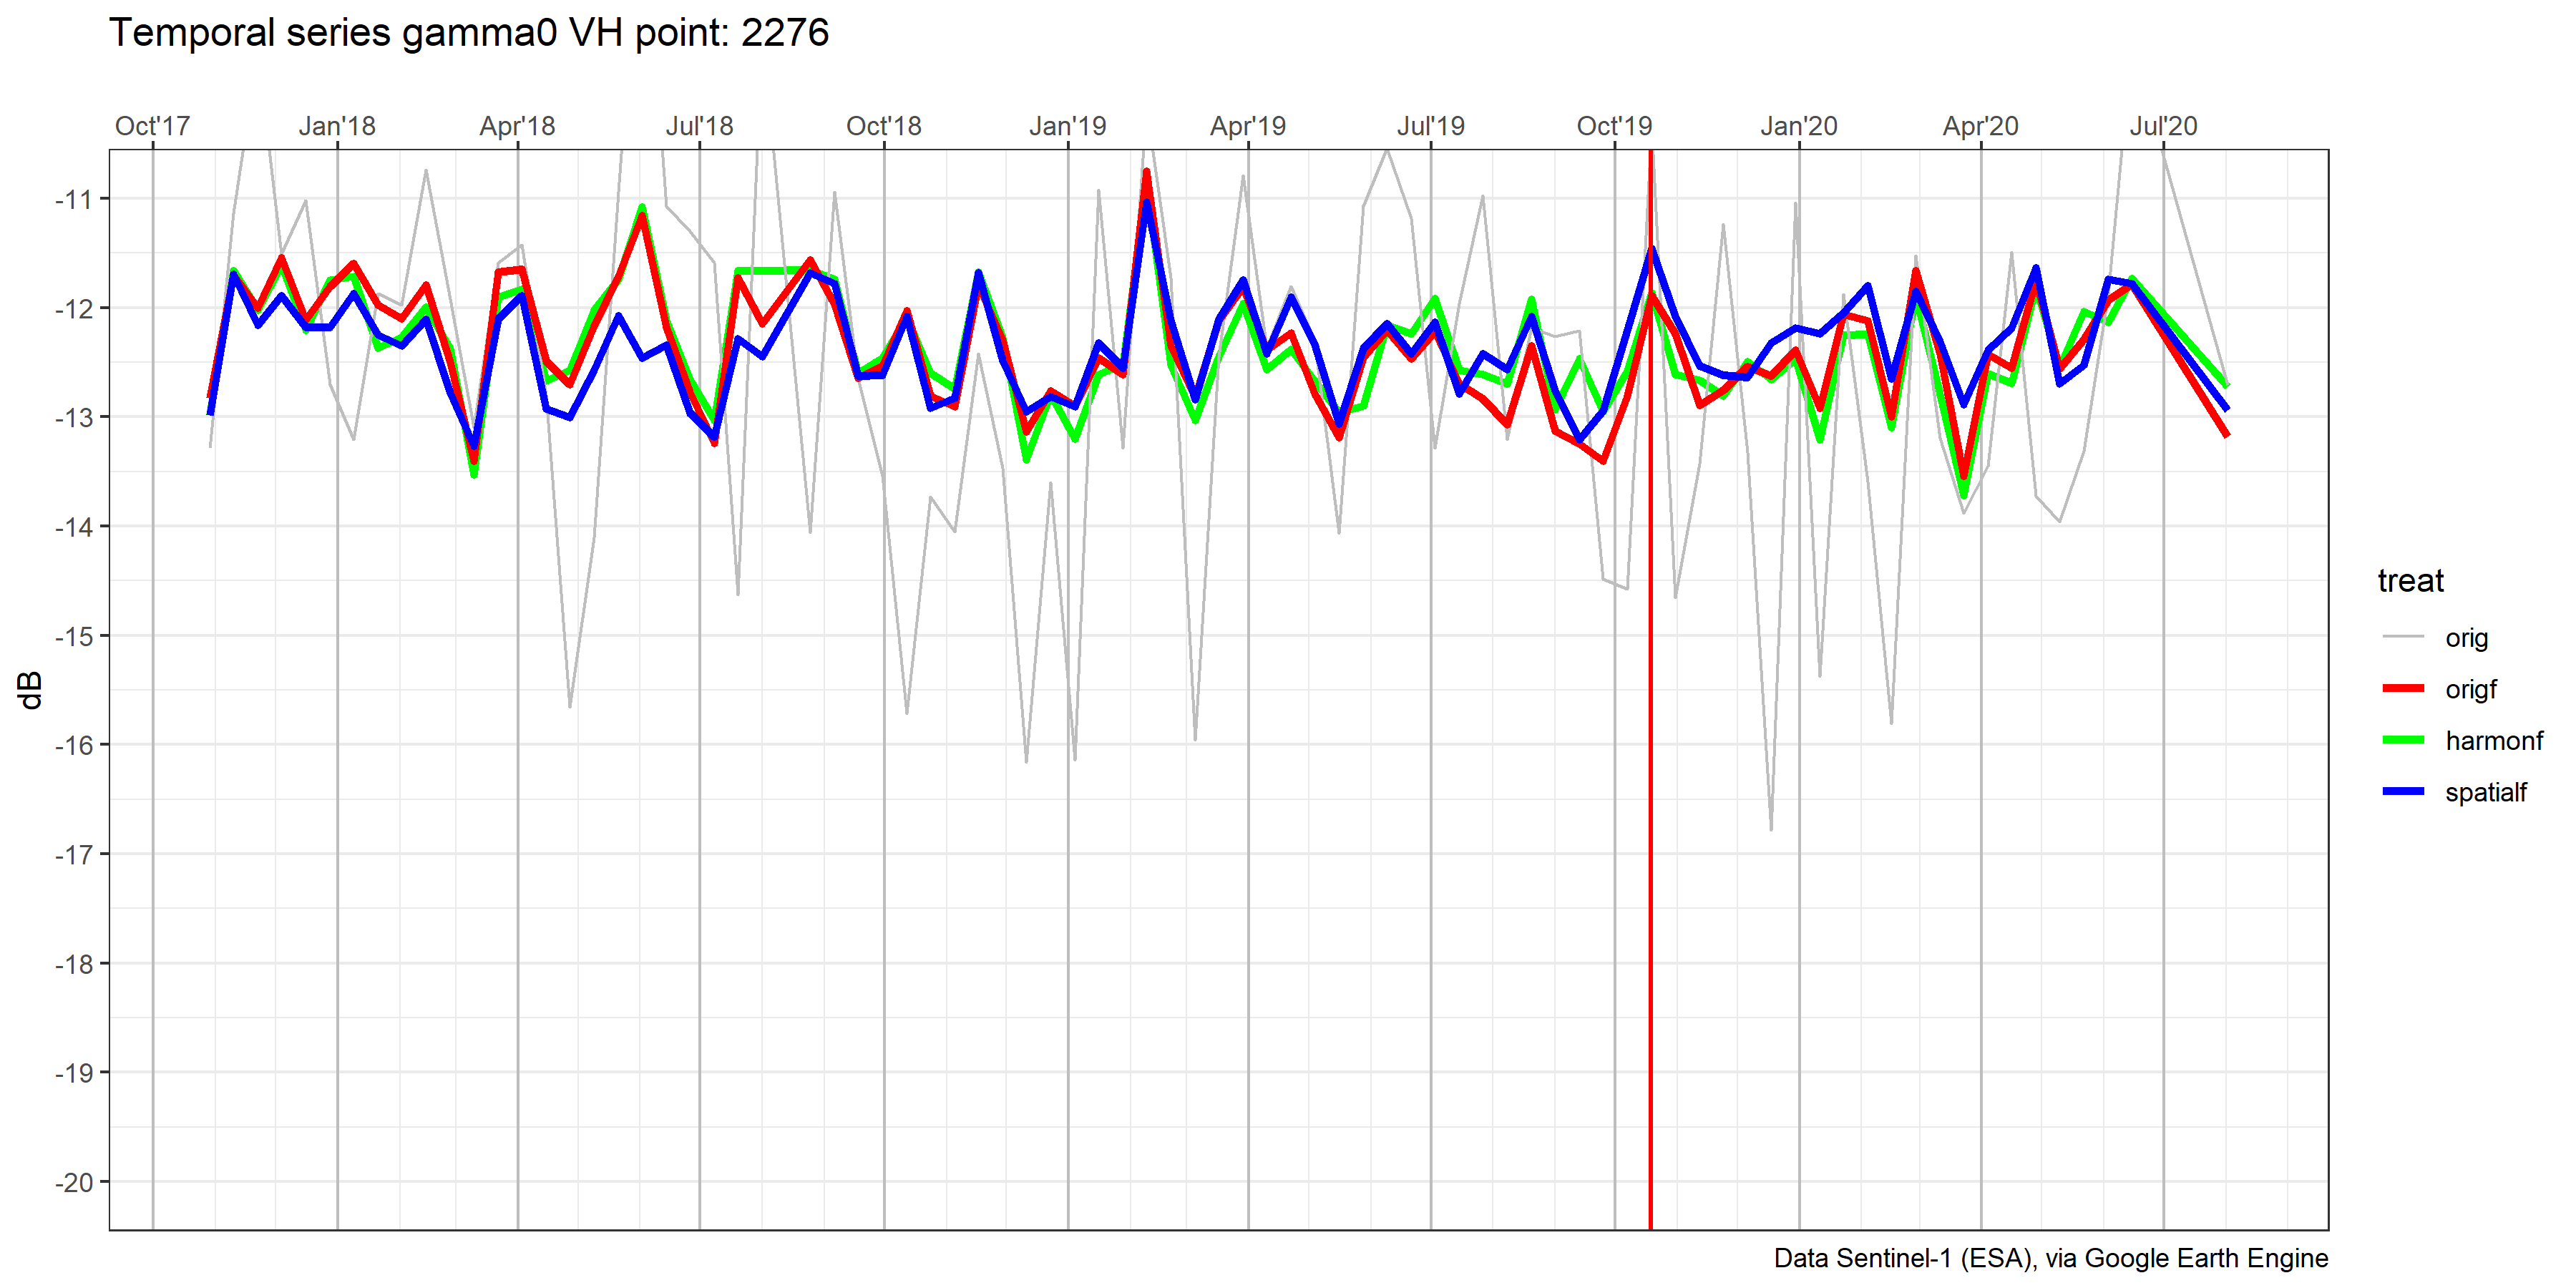 Temporal series gamma0 VH point: 2276
Oct'17 Jan'18 Apr'18 Jul'18 Oct'18 Jan'19 Apr'19 Jul'19 Oct'19 Jan'20 Apr'20 Jul'20
-11
-12
-13
-14
-15
-16
-17
-18
-19
-20
dB
treat
orig
origf
harmonf
spatialf
Data Sentinel-1 (ESA), via Google Earth Engine